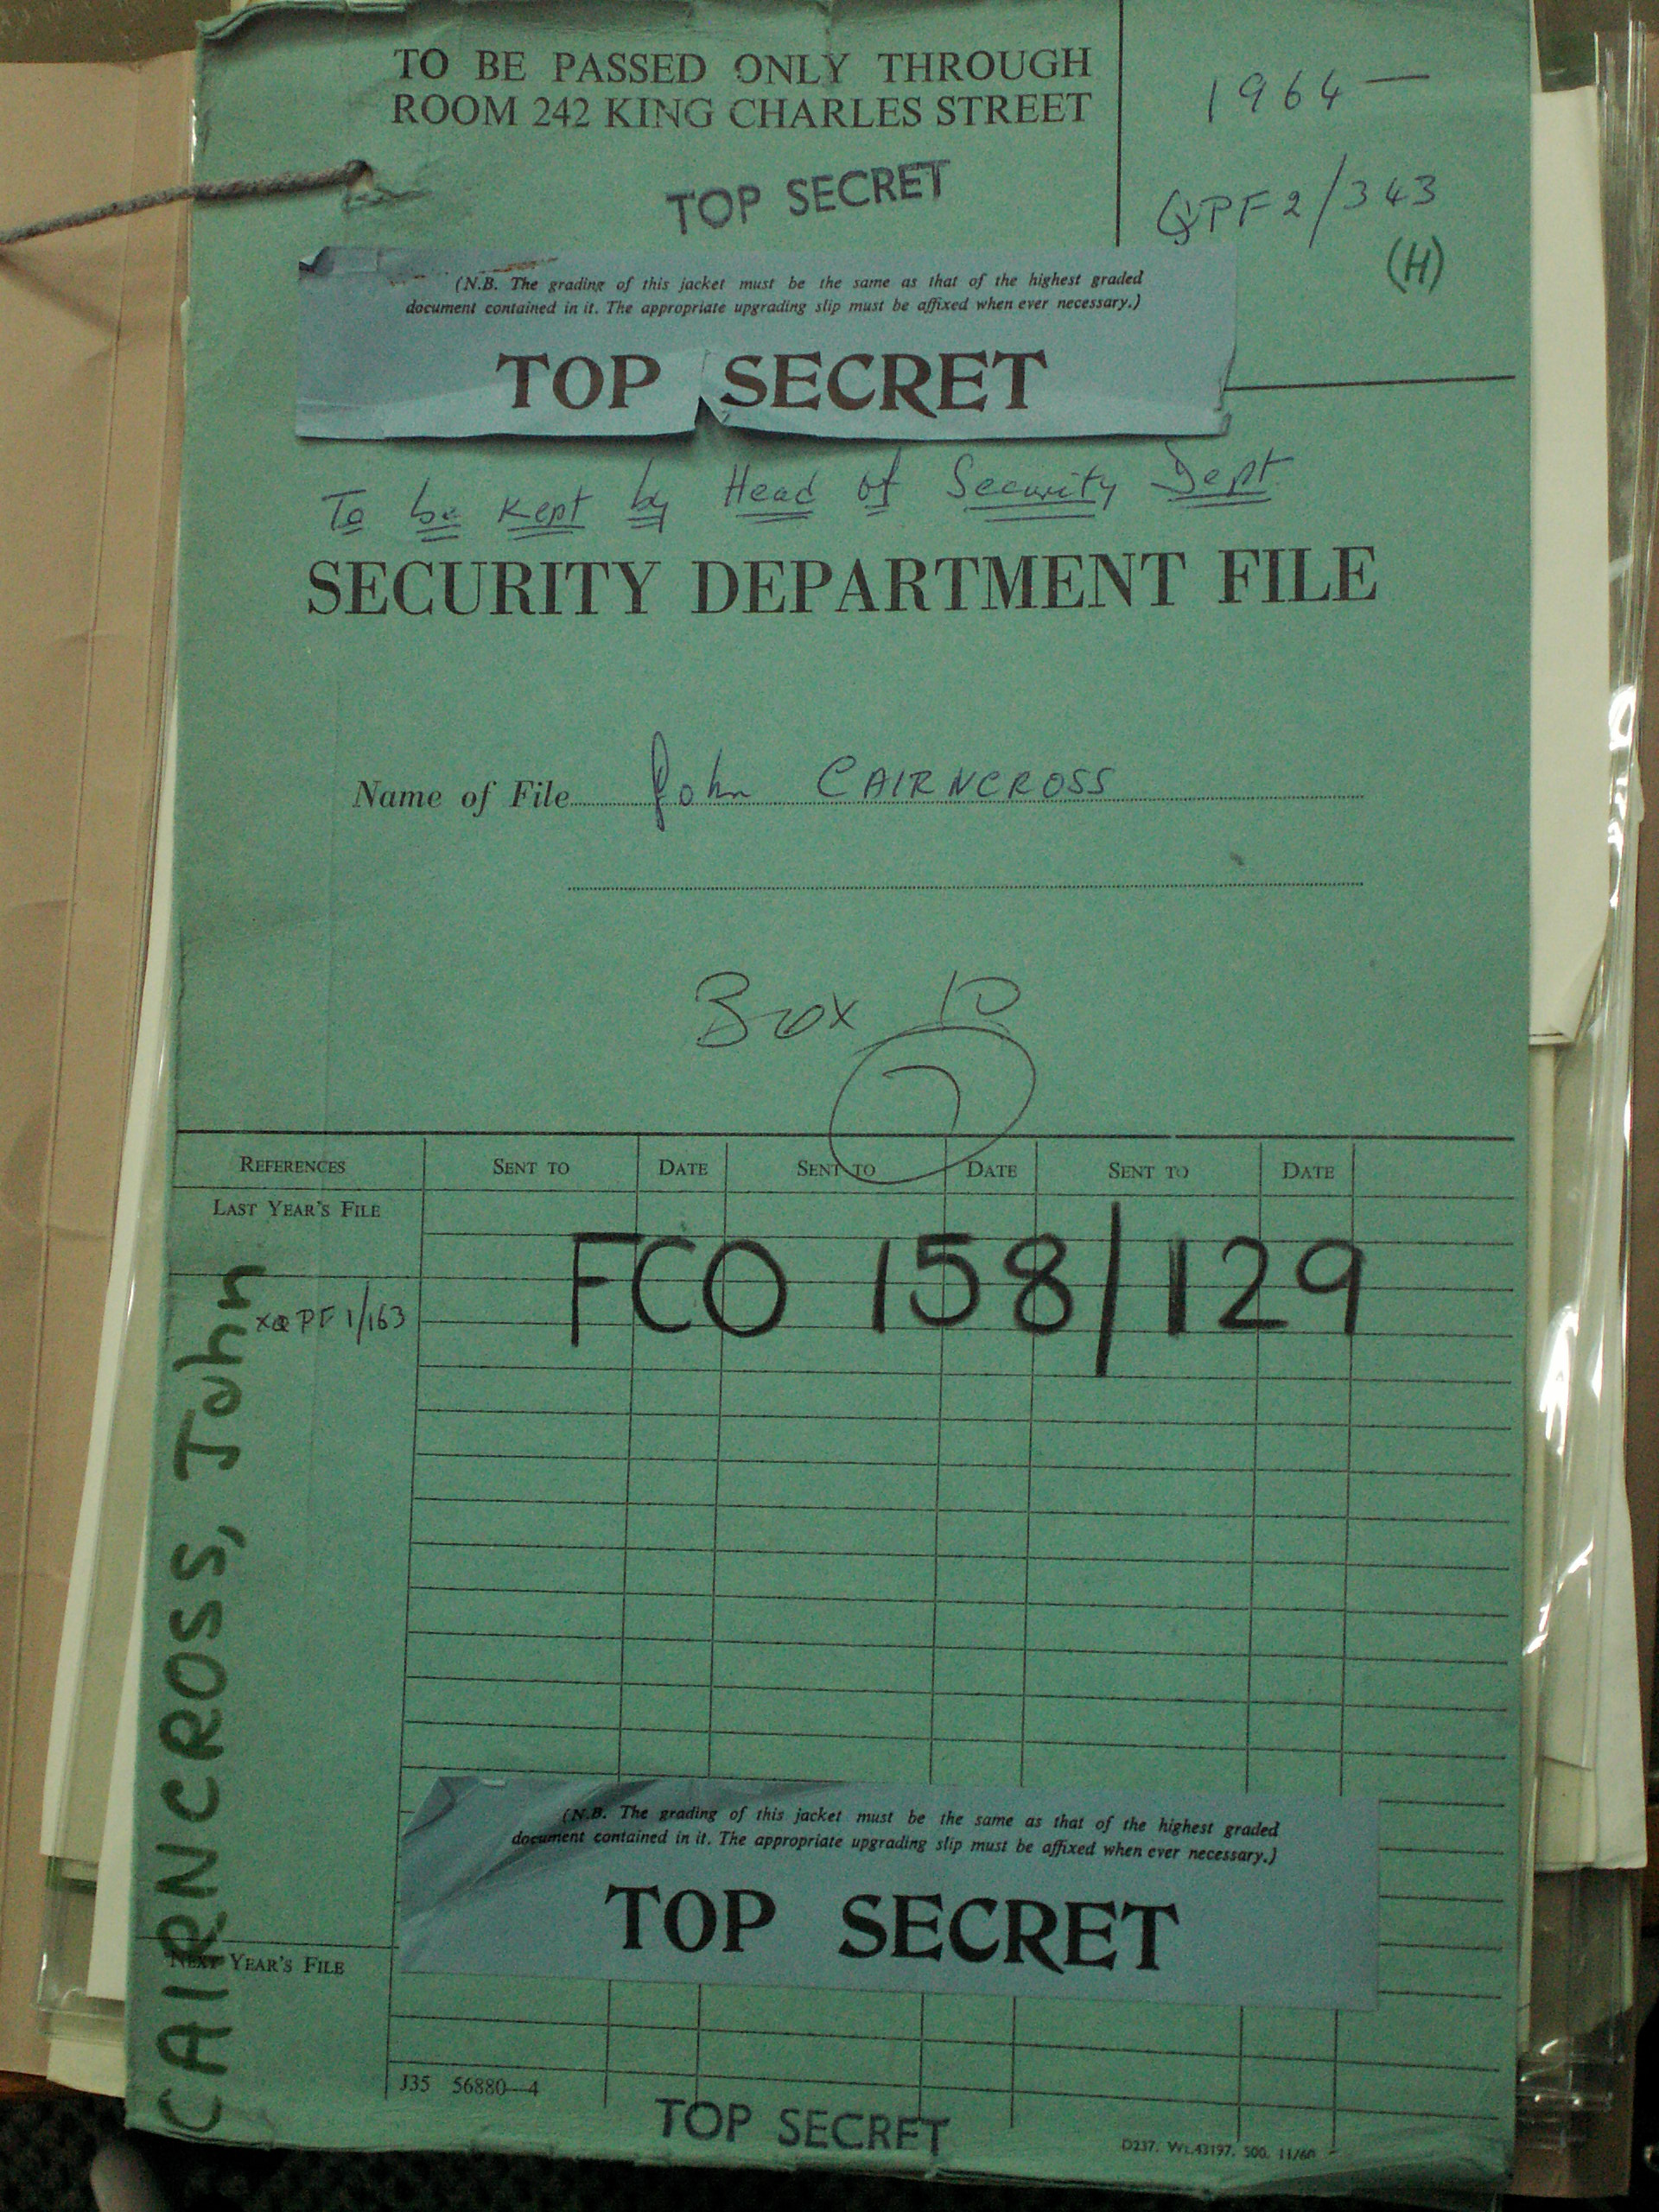 TO BE PASSED ONLY THROUGH
ROOM 242 KING CHARLES STREET
1964 —
QPF 2/343
(H)
TOP SECRET
(N.B. The grading of this jacket must be the same as that of the highest graded
document contained in it. The appropriate upgrading slip must be affixed when ever necessary.)
TOP SECRET
To be kept by Head of Security Dept
SECURITY DEPARTMENT FILE
Name of File John CAIRNCROSS
Box 10
7
REFERENCES SENT TO DATE SENT TO DATE SENT TO DATE
LAST YEAR'S FILE
FCO 158/129
PF 1/163
CAIRNCROSS, John
(N.B. The grading of this jacket must be the same as that of the highest graded
document contained in it. The appropriate upgrading slip must be affixed when ever necessary.)
TOP SECRET
NEXT YEAR'S FILE
J35 56880—4
TOP SECRET
D237. WL.43197. 500. 11/60